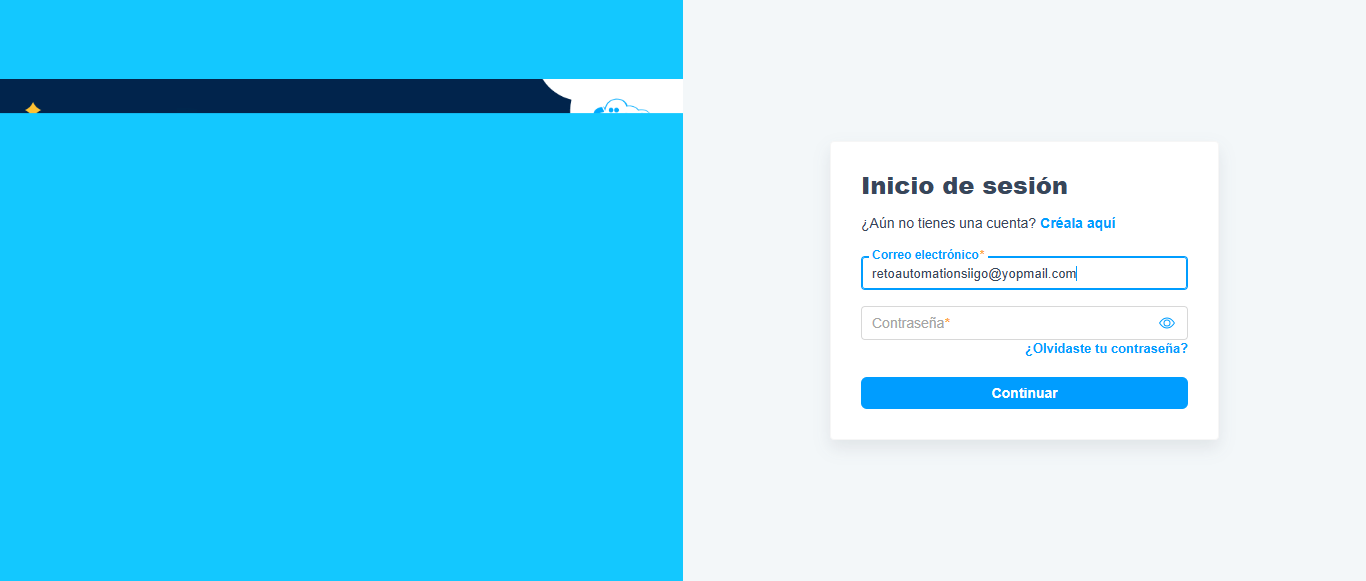 Inicio de sesión
¿Aún no tienes una cuenta? Créala aquí
Correo electrónico*
retoautomationsiigo@yopmail.com
Contraseña*
¿Olvidaste tu contraseña?
Continuar